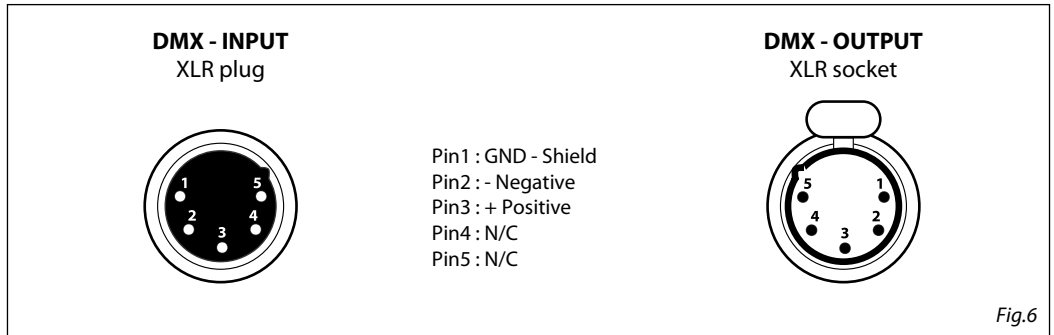 DMX - INPUT
XLR plug
1
5
2
4
3
Pin1 : GND - Shield
Pin2 : - Negative
Pin3 : + Positive
Pin4 : N/C
Pin5 : N/C
DMX - OUTPUT
XLR socket
5
1
4
2
3
Fig.6